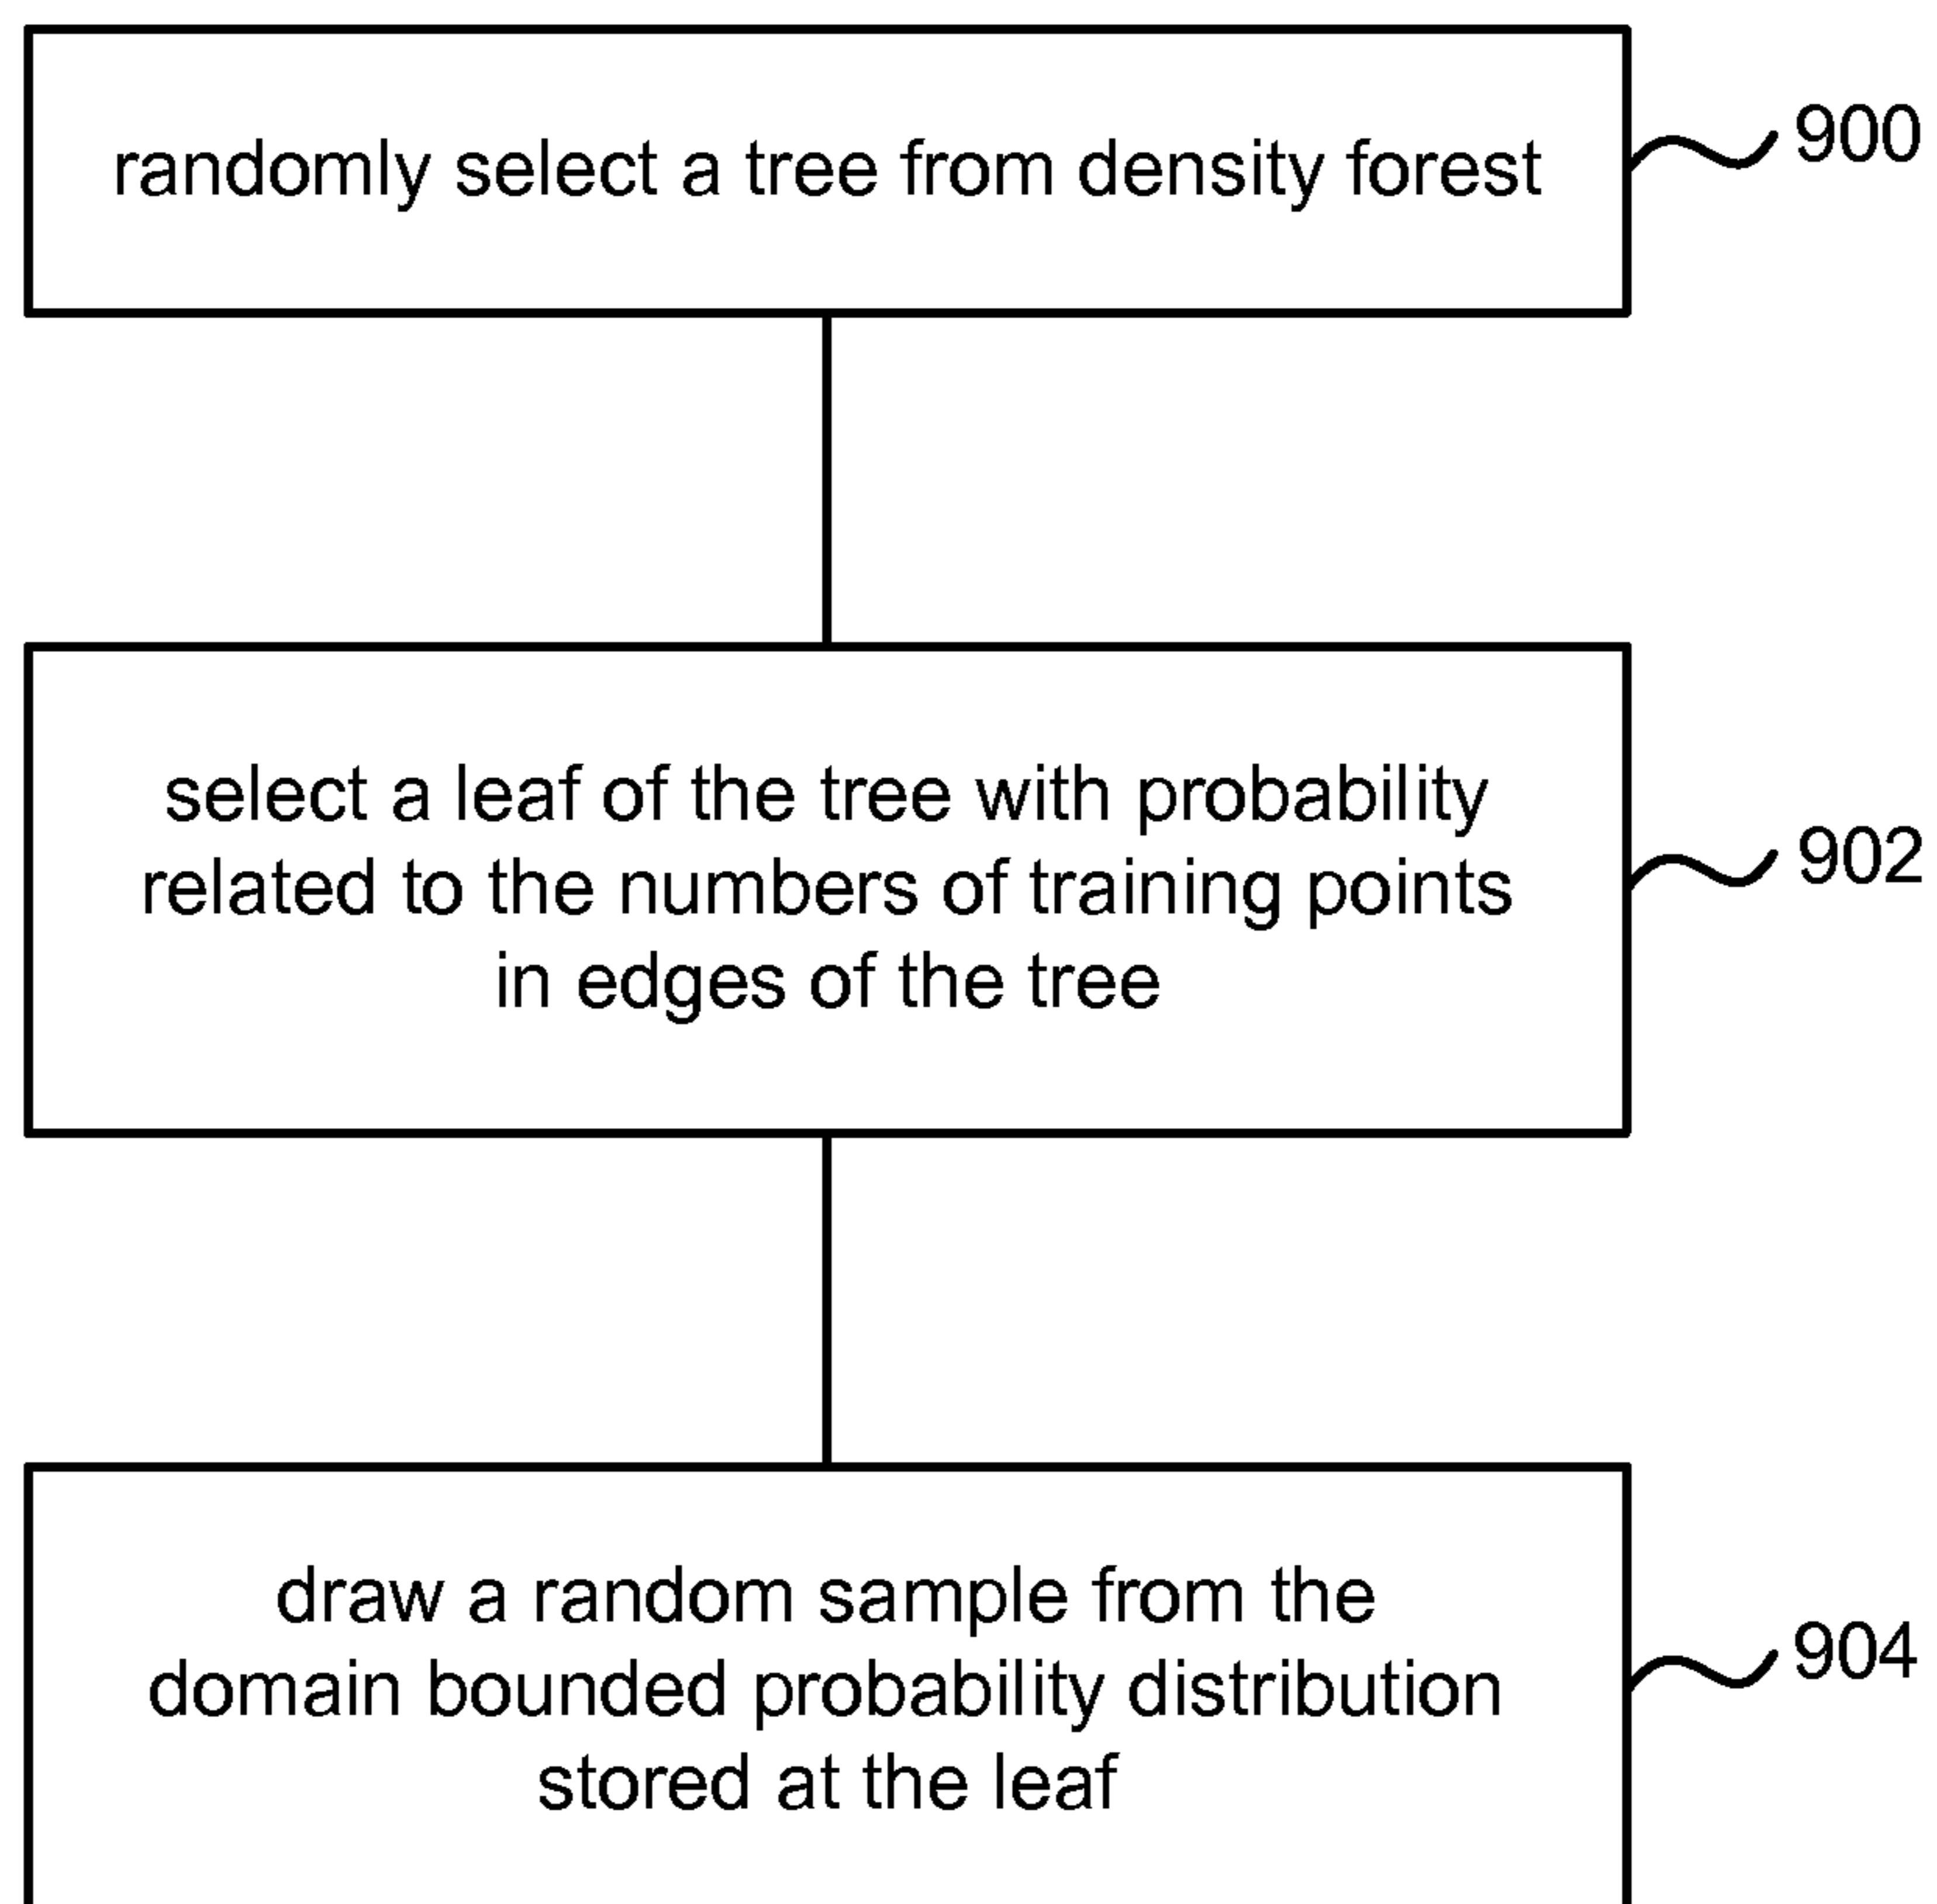 randomly select a tree from density forest
900
select a leaf of the tree with probability
related to the numbers of training points
in edges of the tree
902
draw a random sample from the
domain bounded probability distribution
stored at the leaf
904